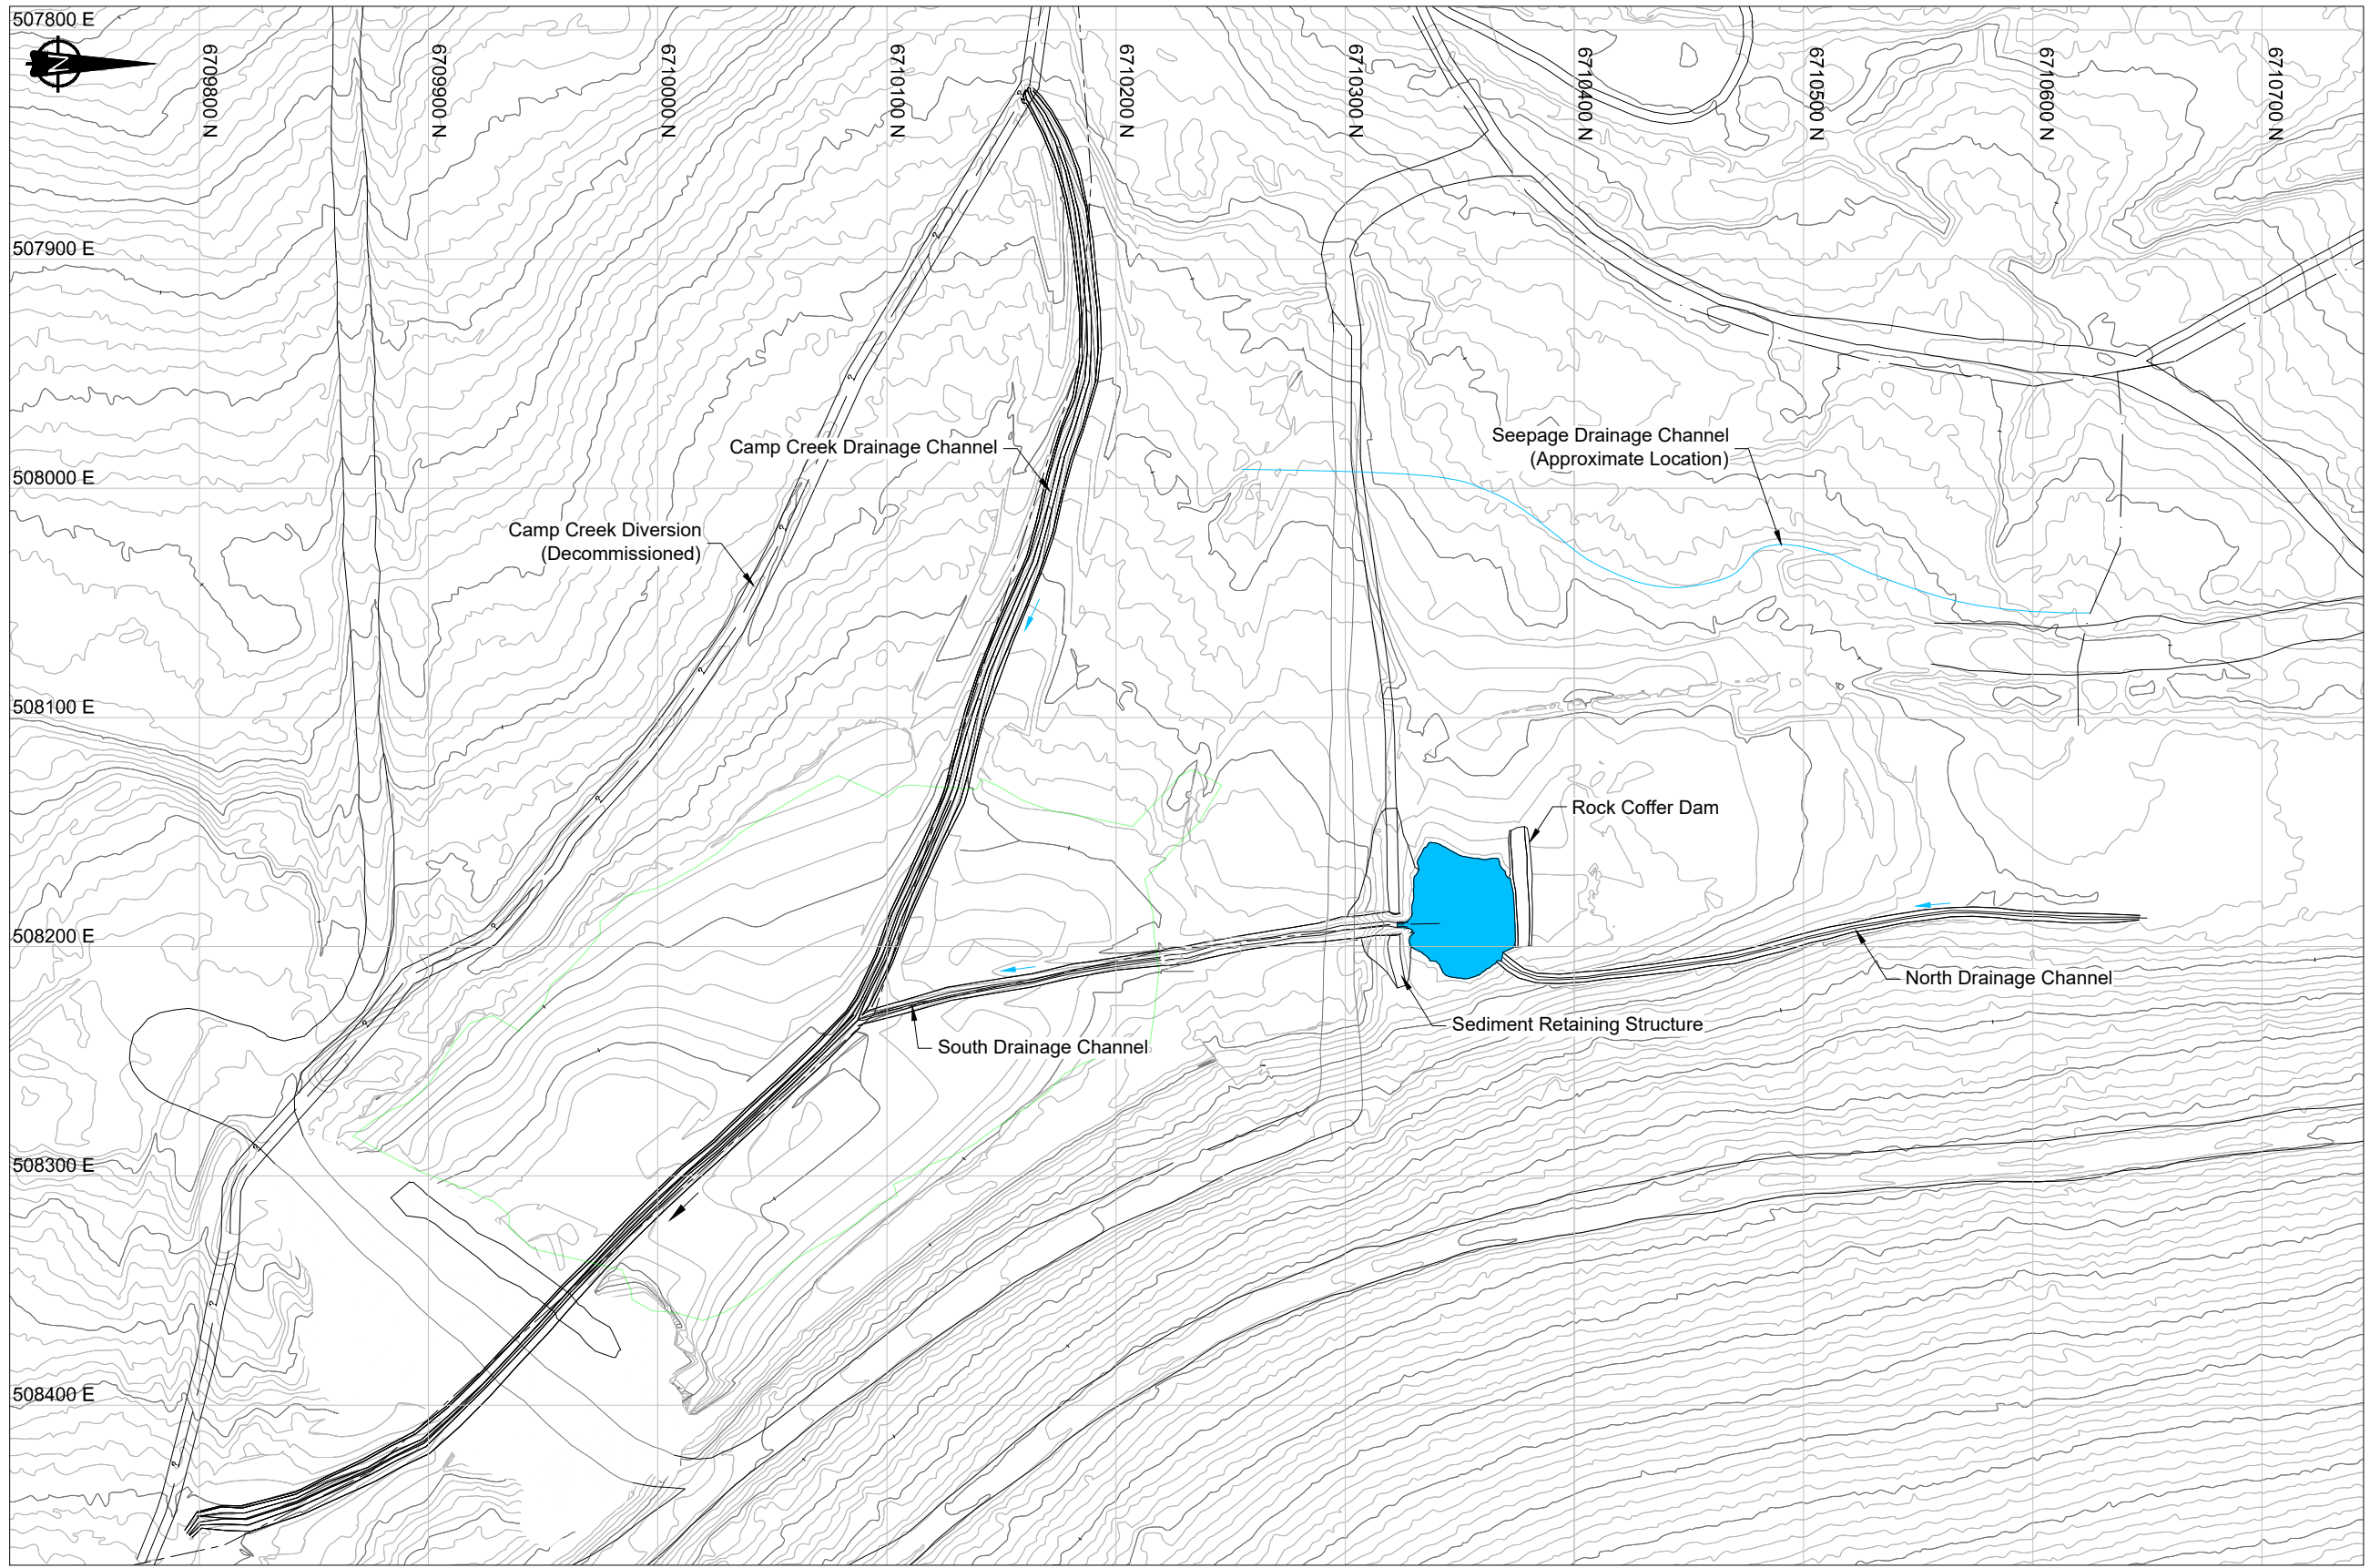 507800 E
N
6709800 N
6709900 N
6710000 N
6710100 N
6710200 N
6710300 N
6710400 N
6710500 N
6710600 N
6710700 N
507900 E
Camp Creek Drainage Channel
Seepage Drainage Channel
(Approximate Location)
508000 E
Camp Creek Diversion
(Decommissioned)
508100 E
Rock Coffer Dam
508200 E
North Drainage Channel
Sediment Retaining Structure
South Drainage Channel
508300 E
508400 E